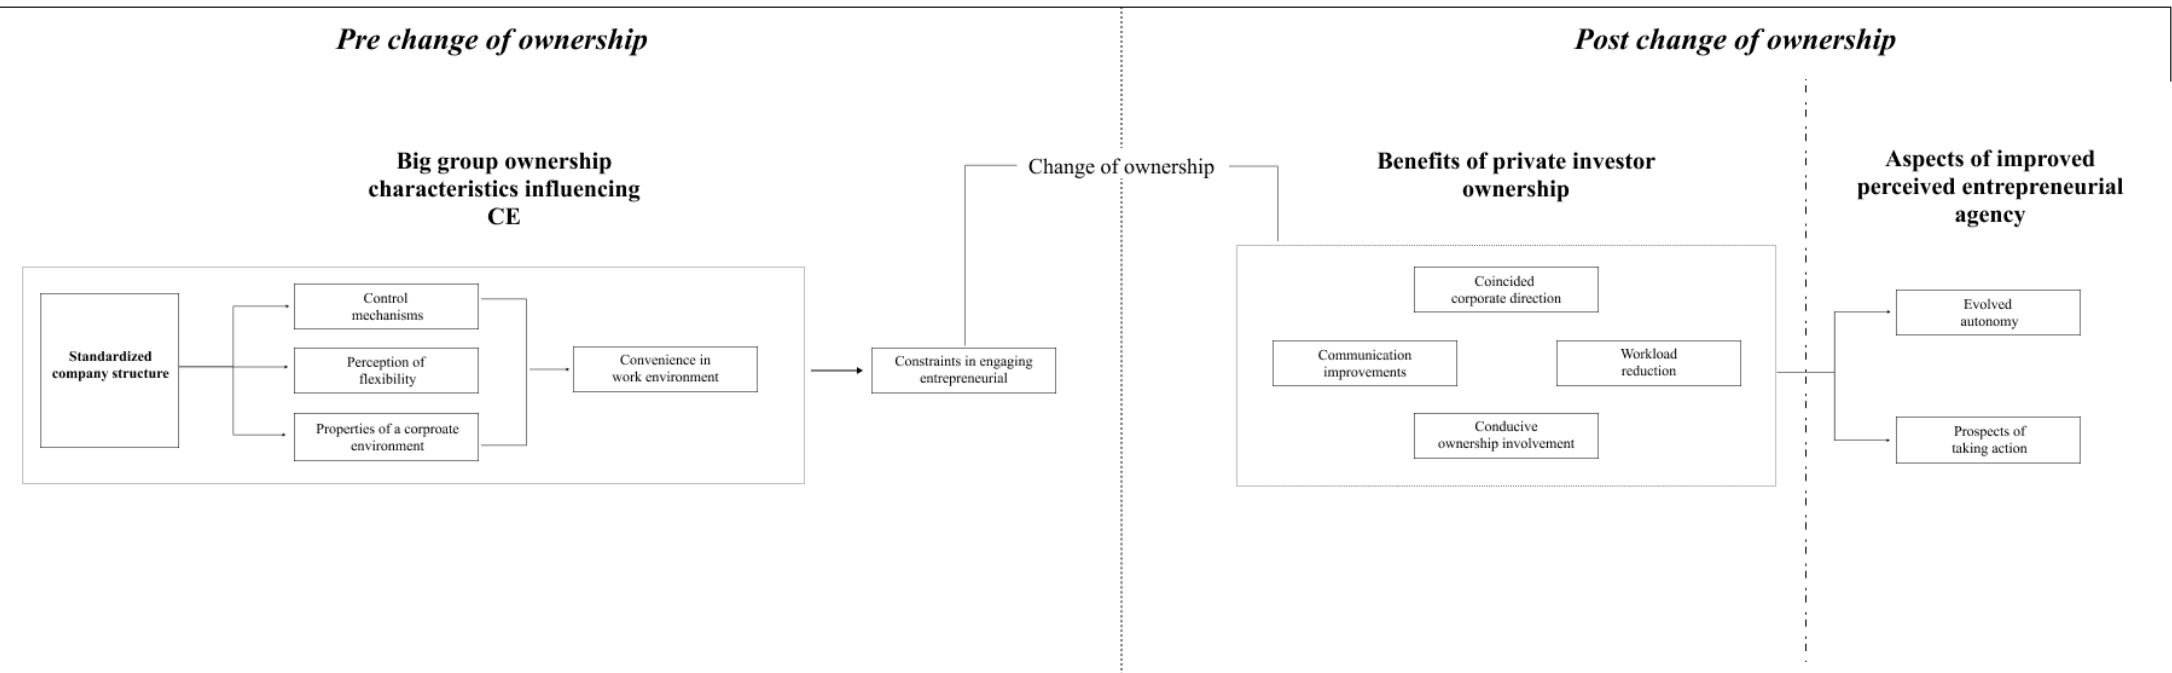 Pre change of ownership
Post change of ownership
Big group ownership
characteristics influencing
CE
Change of ownership
Benefits of private investor
ownership
Aspects of improved
perceived entrepreneurial
agency
Standardized
company structure
Control
mechanisms
Perception of
flexibility
Properties of a corproate
environment
Convenience in
work environment
Constraints in engaging
entrepreneurial
Coincided
corporate direction
Communication
improvements
Workload
reduction
Conducive
ownership involvement
Evolved
autonomy
Prospects of
taking action